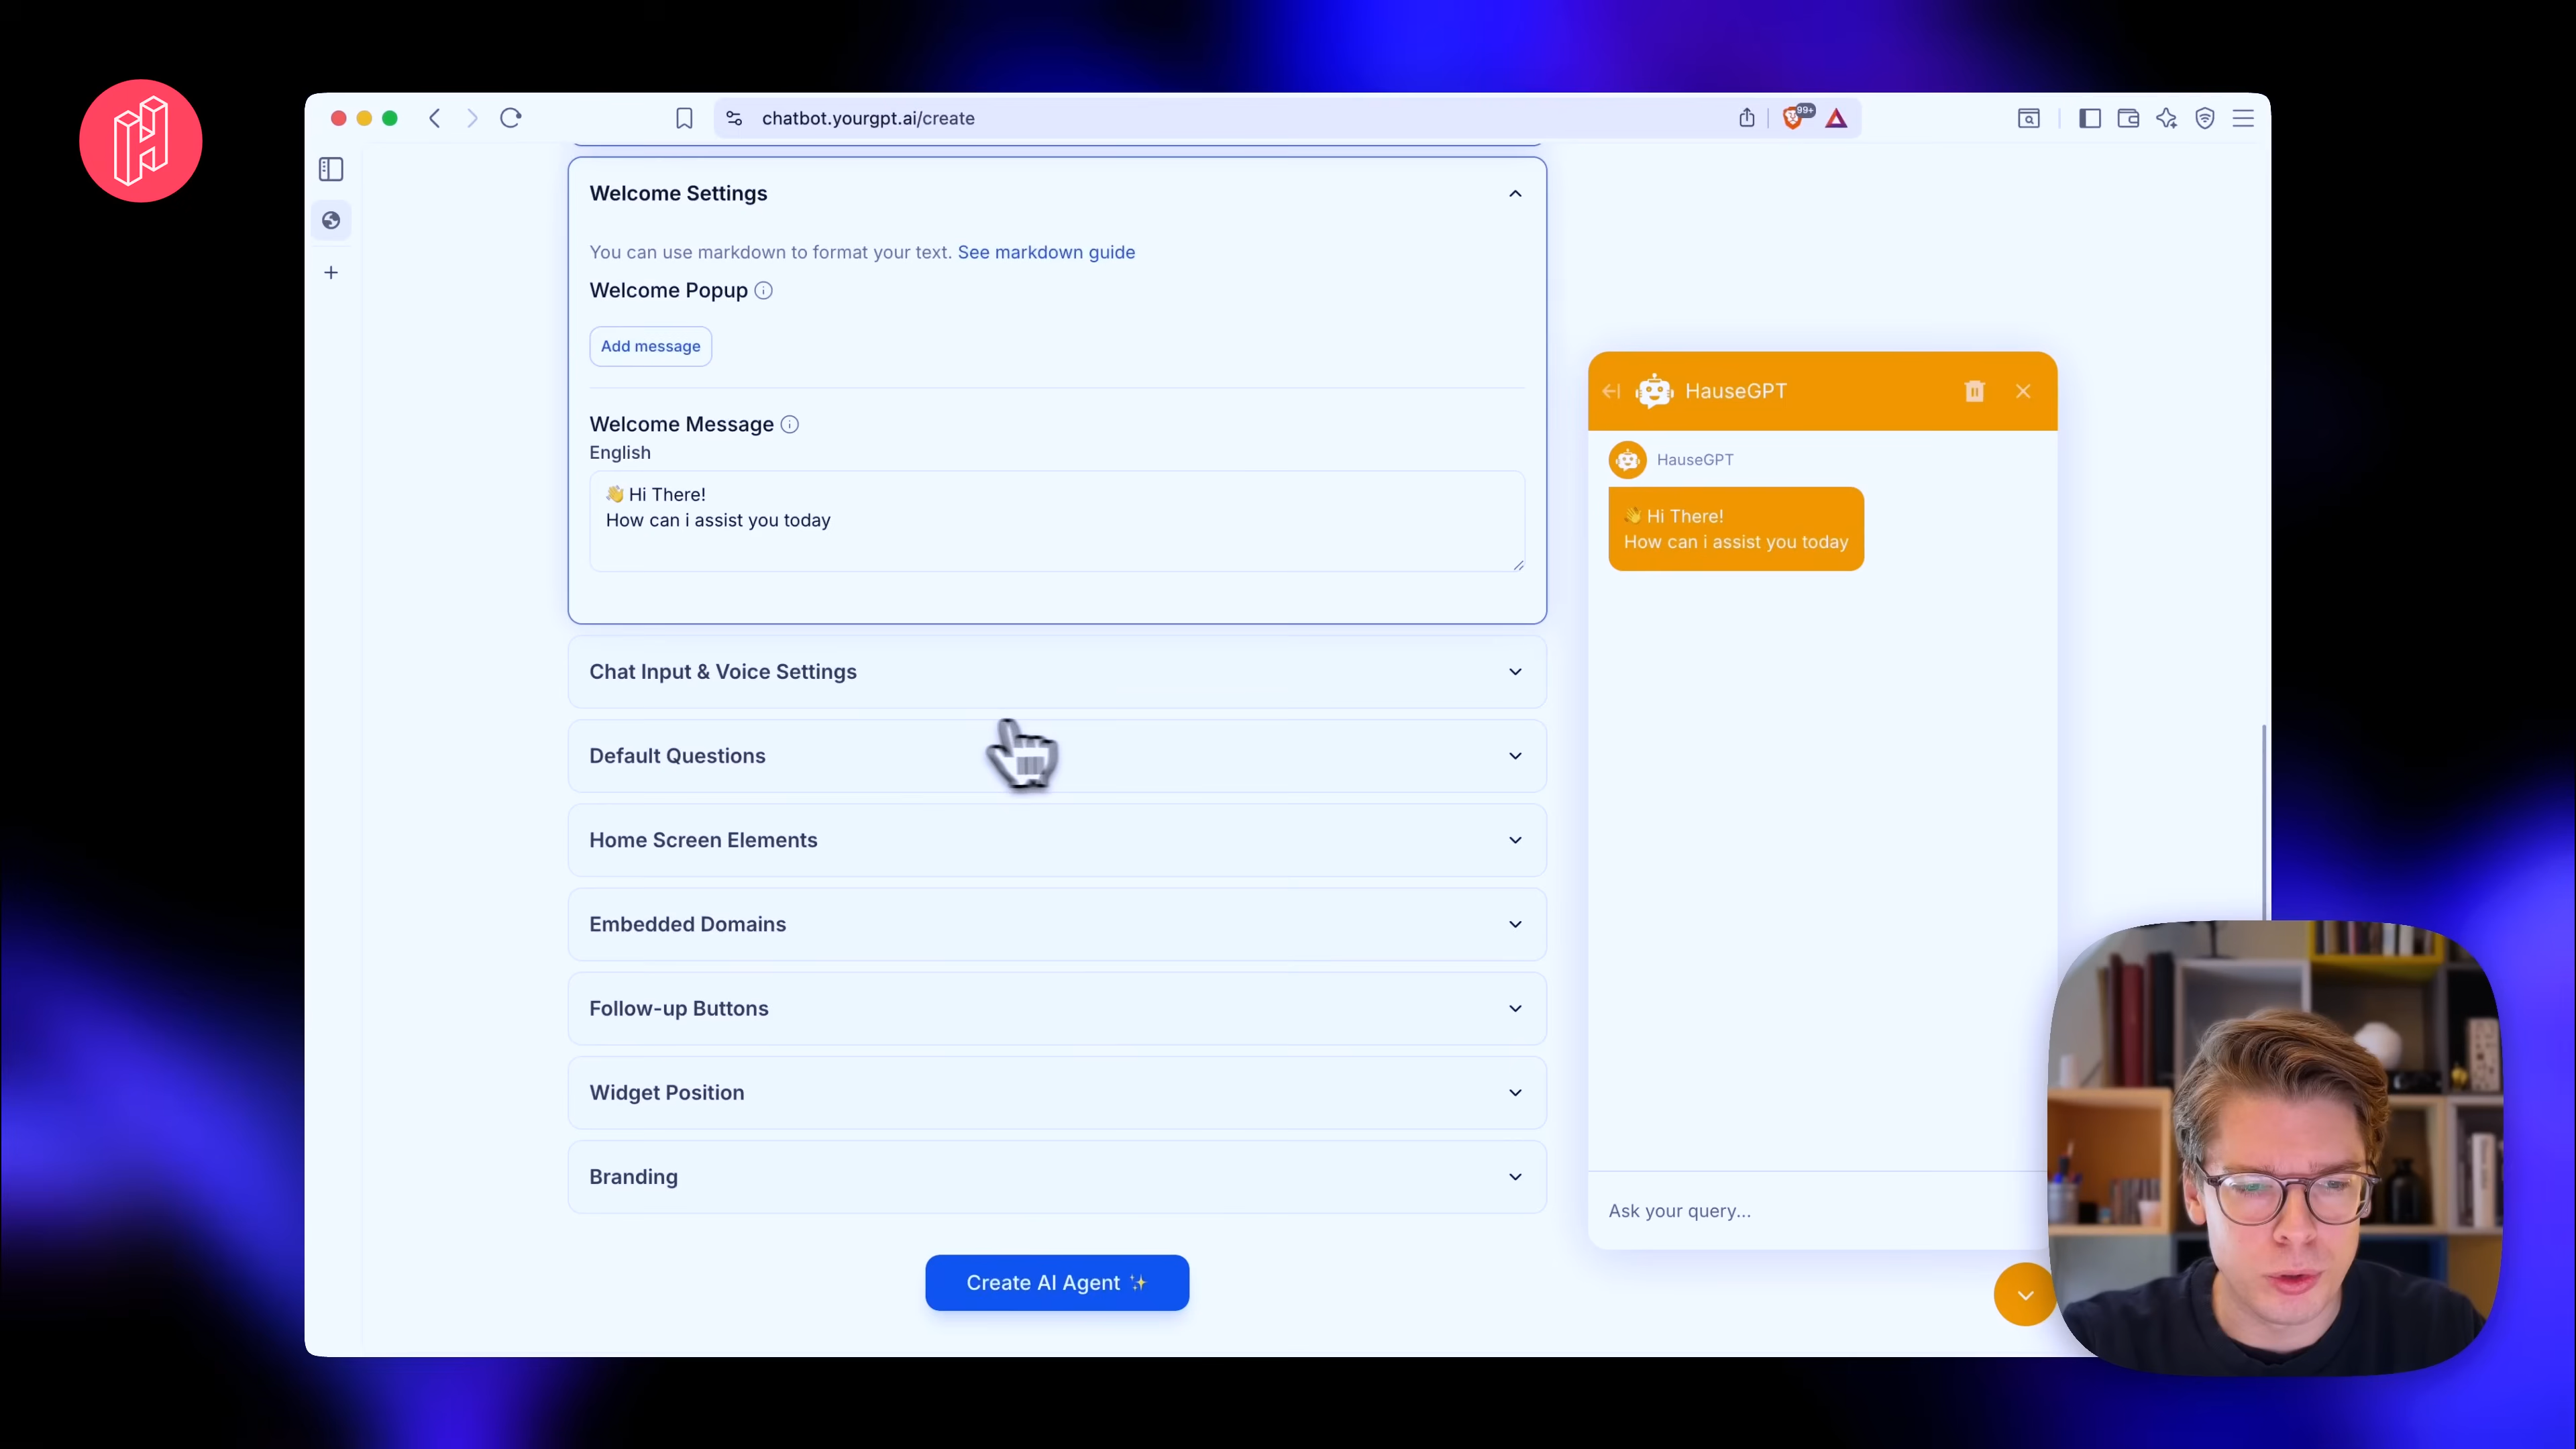 chatbot.yourgpt.ai/create
99+
Welcome Settings
You can use markdown to format your text. See markdown guide
Welcome Popup
Add message
Welcome Message
English
👋 Hi There!
How can i assist you today
Chat Input & Voice Settings
Default Questions
Home Screen Elements
Embedded Domains
Follow-up Buttons
Widget Position
Branding
Create AI Agent ✨
HauseGPT
HauseGPT
👋 Hi There!
How can i assist you today
Ask your query...